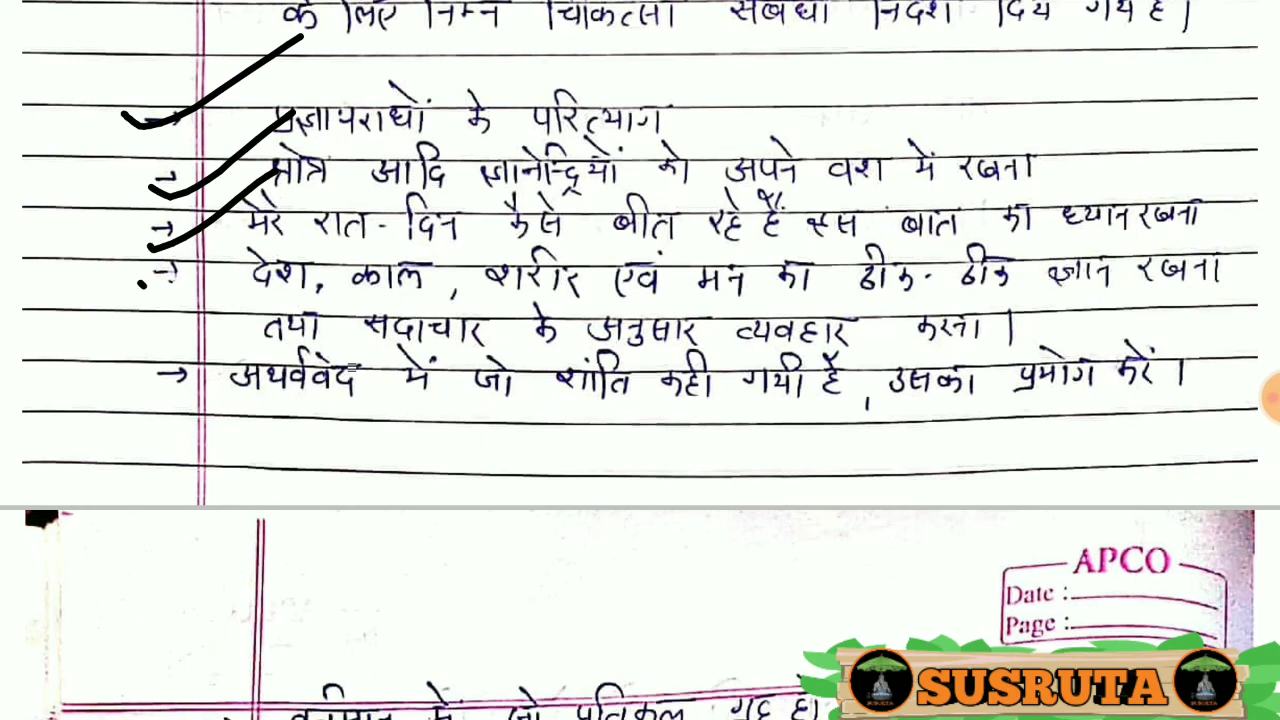 के लिए निम्न चिकित्सा संबंधी निर्देश दिये गये हैं।
→ प्रज्ञापराधों के परित्याग
→ श्रोत्र आदि ज्ञानेन्द्रियों को अपने वश में रखना
→ मेरे रात-दिन कैसे बीत रहे हैं इस बात का ध्यान रखना
→ देश, काल, शरीर एवं मन का ठीक-ठीक ज्ञान रखना
तथा सदाचार के अनुसार व्यवहार करना।
→ अथर्ववेद में जो शांति कही गयी है, उसका प्रयोग करें।
APCO
Date :
Page :
SUSRUTA
में जो प्रतिकूल